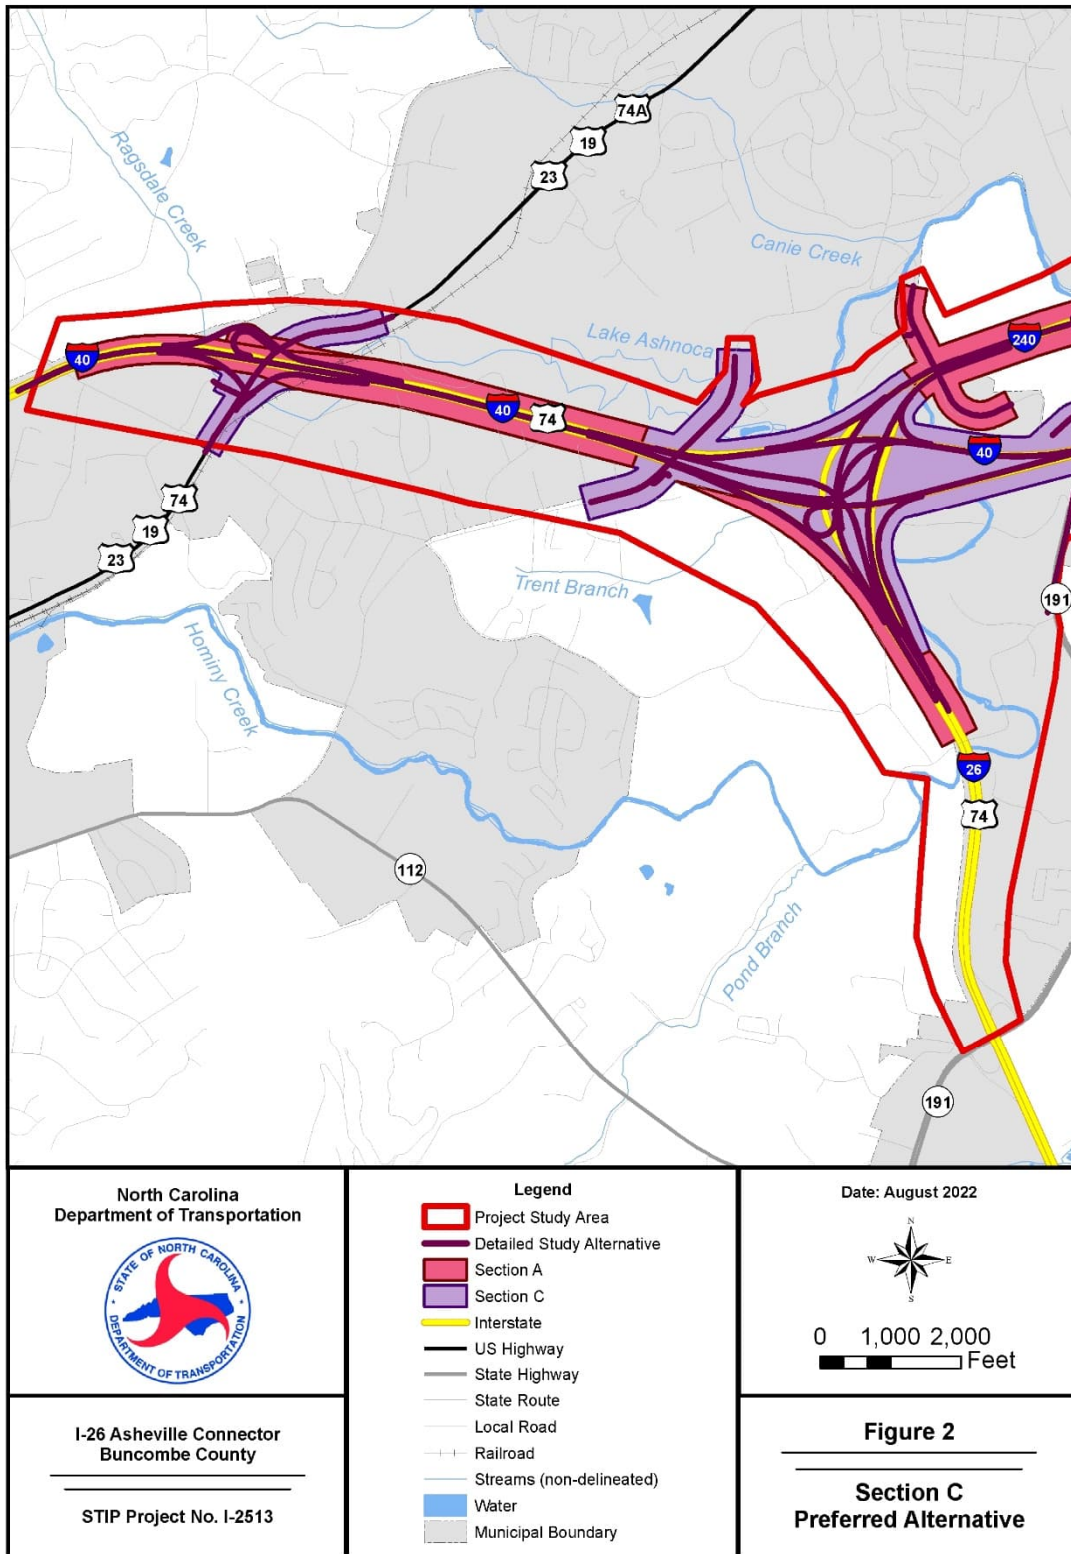 74A
19
23
Ragsdale Creek
Canie Creek
Lake Ashnoca
240
40
40
74
40
74
19
23
Trent Branch
191
Hominy Creek
26
74
112
Pond Branch
191
North Carolina
Department of Transportation
STATE OF NORTH CAROLINA
DEPARTMENT OF TRANSPORTATION
I-26 Asheville Connector
Buncombe County
STIP Project No. I-2513
Legend
Project Study Area
Detailed Study Alternative
Section A
Section C
Interstate
US Highway
State Highway
State Route
Local Road
Railroad
Streams (non-delineated)
Water
Municipal Boundary
Date: August 2022
N
W E
S
0 1,000 2,000
Feet
Figure 2
Section C
Preferred Alternative